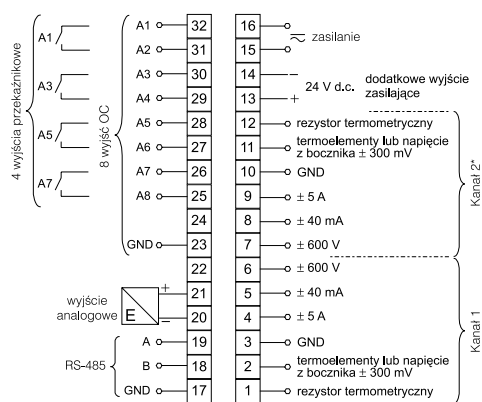 A1 32 16
A1 zasilanie
A2 31 15
A3 30 14 −
A3 24 V d.c. dodatkowe wyjście zasilające
A4 29 13 +
A5 28 12 rezystor termometryczny
A5
A6 27 11 termoelementy lub napięcie
z bocznika ± 300 mV
A7 26 10 GND
A7
A8 25 9 ± 5 A
24 8 ± 40 mA
GND 23 7 ± 600 V
22 6 ± 600 V
+ 21 5 ± 40 mA
wyjście
analogowe
E
− 20 4 ± 5 A
A 19 3 GND
RS-485 B 18 2 termoelementy lub napięcie
z bocznika ± 300 mV
GND 17 1 rezystor termometryczny
4 wyjścia przekaźnikowe
8 wyjść OC
Kanał 2*
Kanał 1